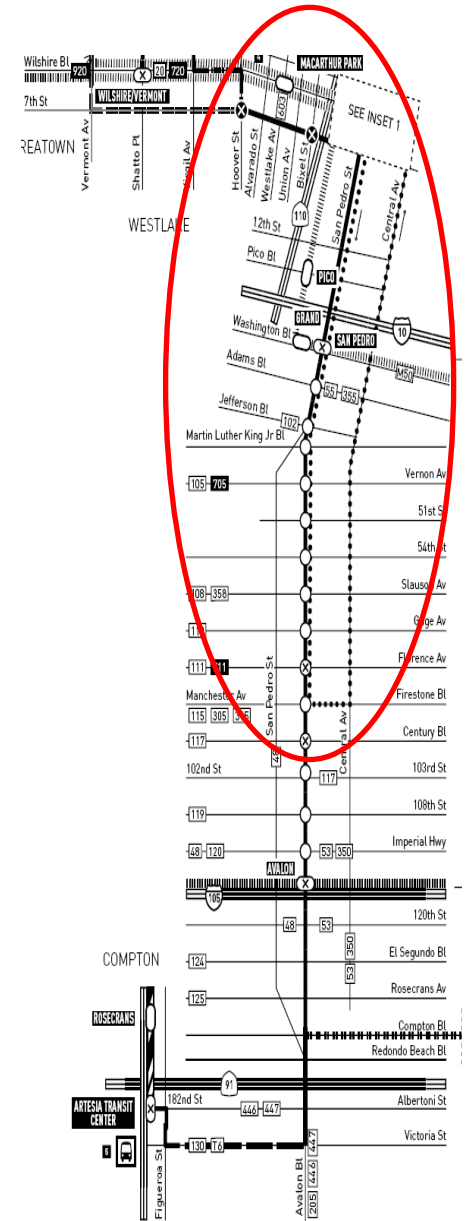 Wilshire Bl
920
20
720
MACARTHUR PARK
WILSHIRE/VERMONT
7th St
603
SEE INSET 1
REATOWN
Vermont Av
Shatto Pl
Virgil Av
Hoover St
Alvarado St
Westlake Av
Union Av
Bixel St
San Pedro St
Central Av
WESTLAKE
110
12th St
Pico Bl
PICO
GRAND
10
Washington Bl
SAN PEDRO
Adams Bl
M50
55
355
Jefferson Bl
102
Martin Luther King Jr Bl
105
705
Vernon Av
51st S
54th St
108
358
Slauson Av
Gage Av
111
Florence Av
Manchester Av
Firestone Bl
115
305
San Pedro St
Central Av
117
Century Bl
48
102nd St
103rd St
117
119
108th St
48
120
53
350
Imperial Hwy
AVALON
105
120th St
48
53
COMPTON
124
El Segundo Bl
53
350
125
Rosecrans Av
ROSECRANS
Compton Bl
Redondo Beach Bl
91
ARTESIA TRANSIT
CENTER
182nd St
446
447
Albertoni St
130
T6
Victoria St
Figueroa St
Avalon Bl
205
446
447